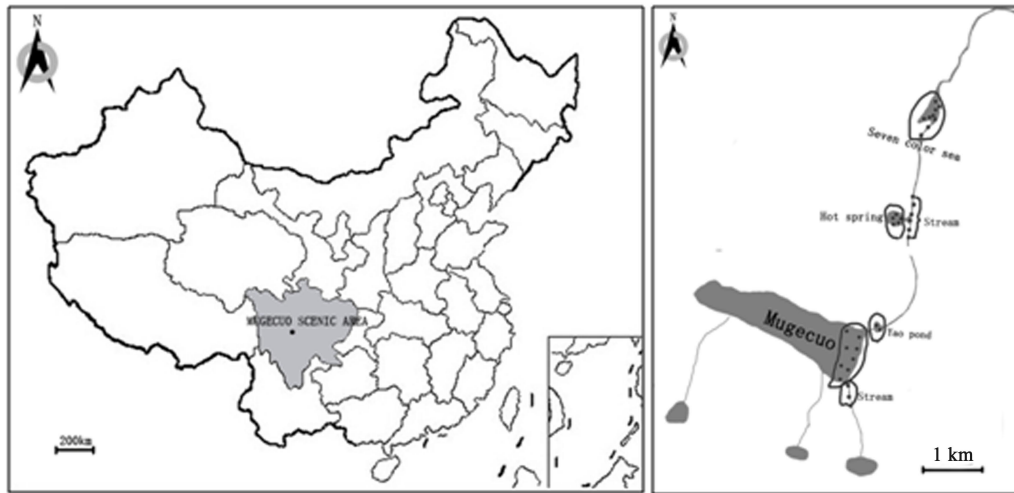 N
MUGECUO SCENIC AREA
200km
N
Seven color sea
Hot spring
Stream
Mugecuo
Yao pond
Stream
1 km